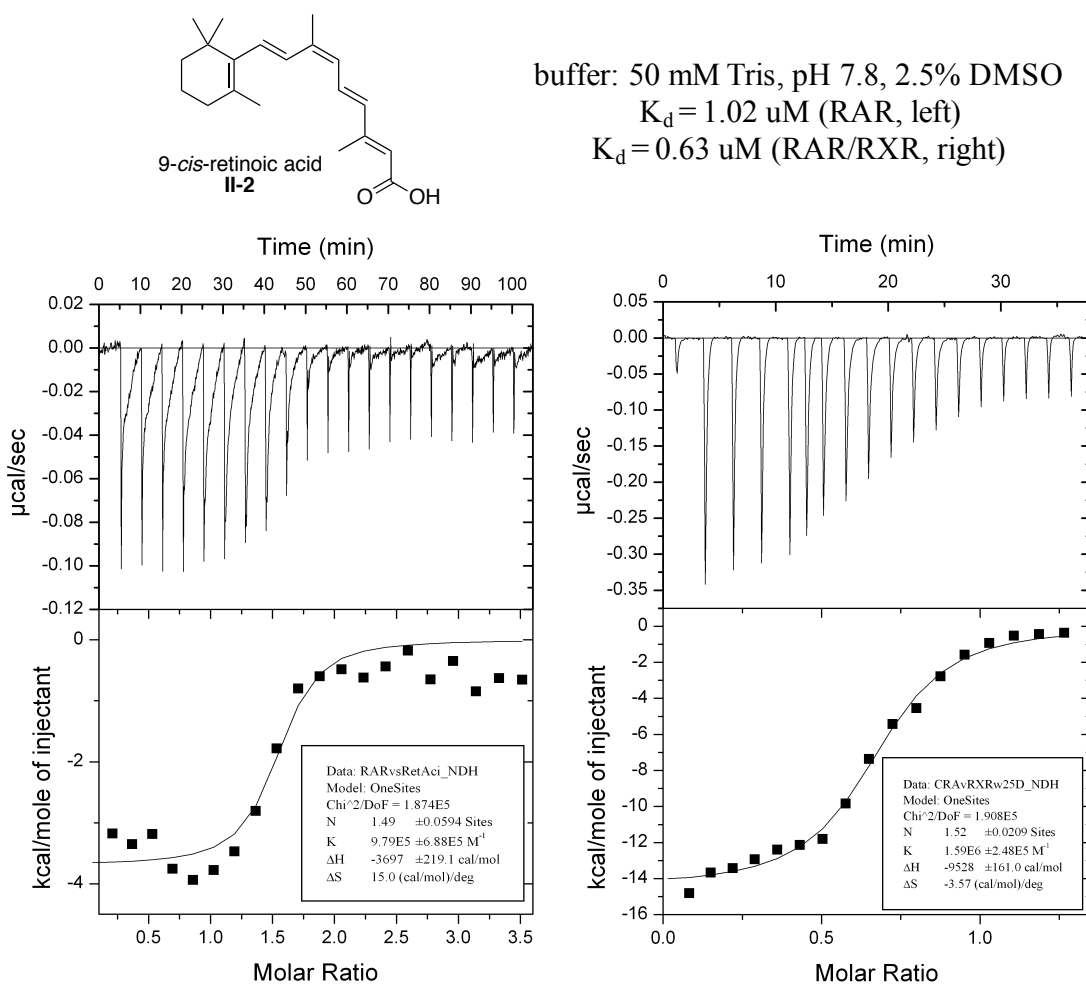 buffer: 50 mM Tris, pH 7.8, 2.5% DMSO
Kd = 1.02 uM (RAR, left)
Kd = 0.63 uM (RAR/RXR, right)
O
OH
9-cis-retinoic acid
II-2
Time (min)
0 10 20 30 40 50 60 70 80 90 100
0.02
0.00
-0.02
-0.04
-0.06
-0.08
-0.10
-0.12
µcal/sec
0
-2
-4
kcal/mole of injectant
Data: RARvsRetAci_NDH
Model: OneSites
Chi^2/DoF = 1.874E5
N 1.49 ±0.0594 Sites
K 9.79E5 ±6.88E5 M-1
ΔH -3697 ±219.1 cal/mol
ΔS 15.0 (cal/mol)/deg
0.5 1.0 1.5 2.0 2.5 3.0 3.5
Molar Ratio
Time (min)
0 10 20 30
0.05
0.00
-0.05
-0.10
-0.15
-0.20
-0.25
-0.30
-0.35
µcal/sec
0
-2
-4
-6
-8
-10
-12
-14
-16
kcal/mole of injectant
Data: CRAvRXRw25D_NDH
Model: OneSites
Chi^2/DoF = 1.908E5
N 1.52 ±0.0209 Sites
K 1.59E6 ±2.48E5 M-1
ΔH -9528 ±161.0 cal/mol
ΔS -3.57 (cal/mol)/deg
0.0 0.5 1.0
Molar Ratio